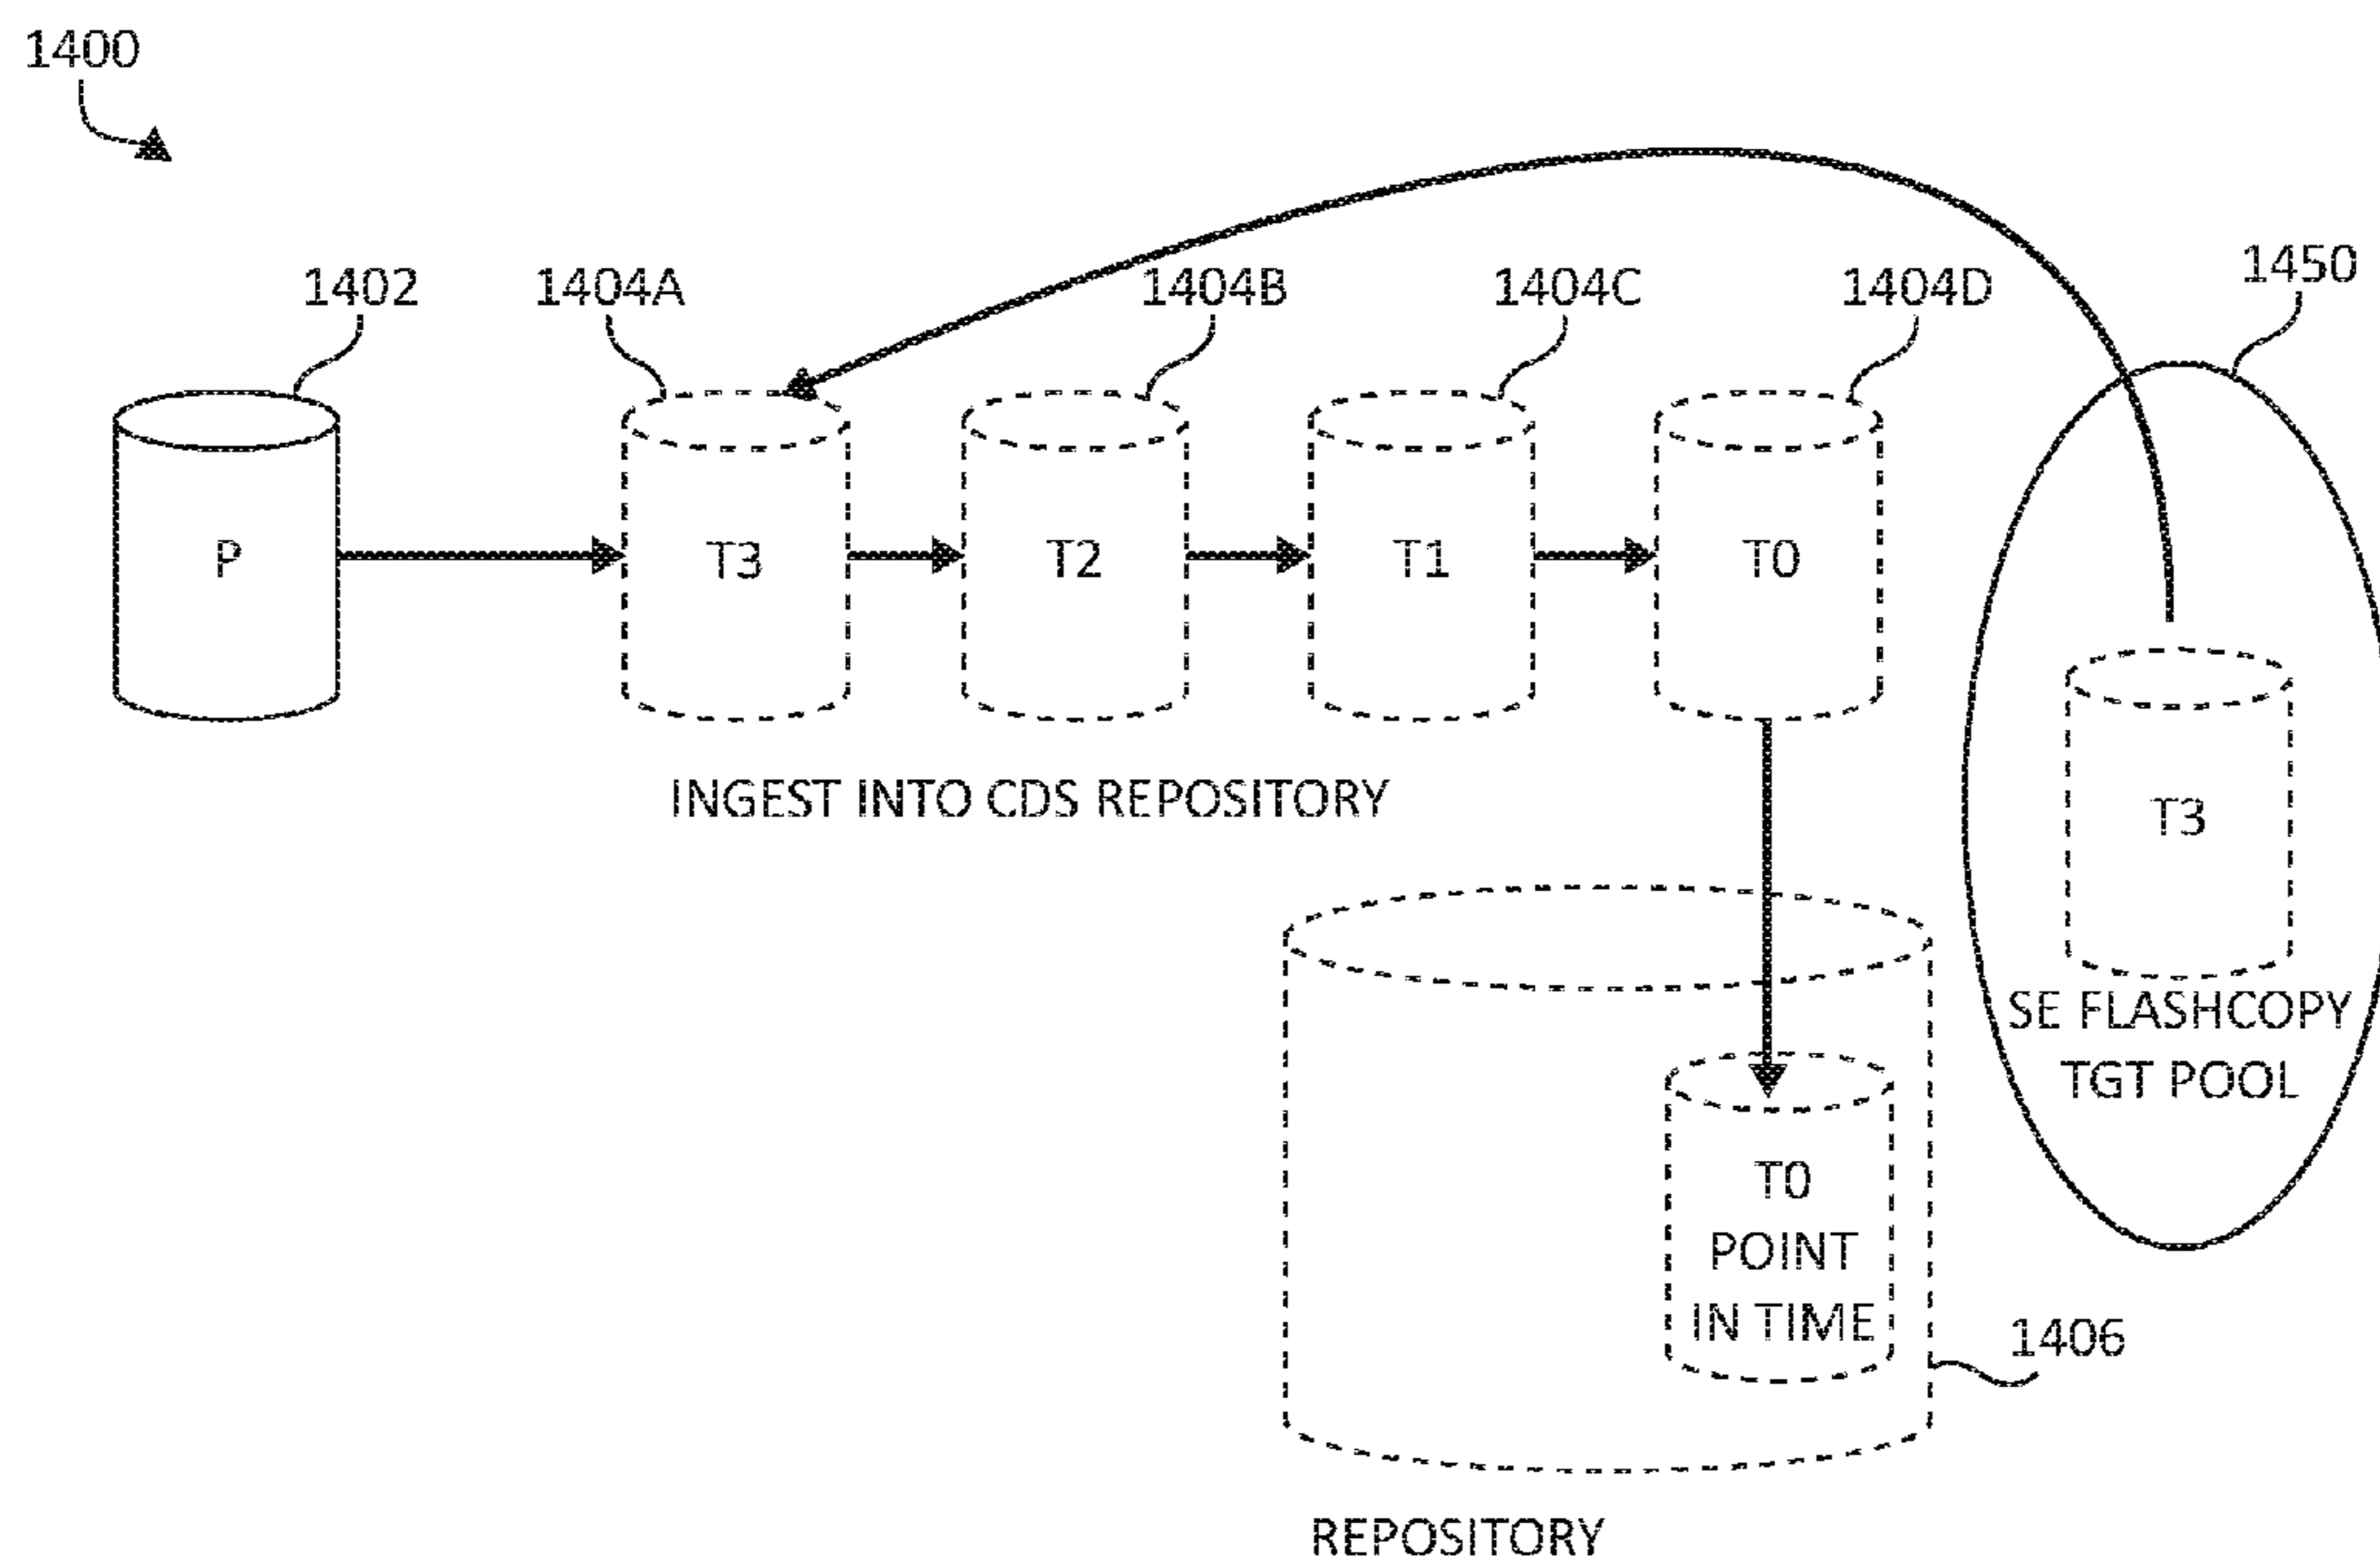 1400
1402
1404A
1404B
1404C
1404D
1450
P
T3
T2
T1
T0
INGEST INTO CDS REPOSITORY
T3
SE FLASHCOPY
TGT POOL
T0
POINT
IN TIME
1406
REPOSITORY